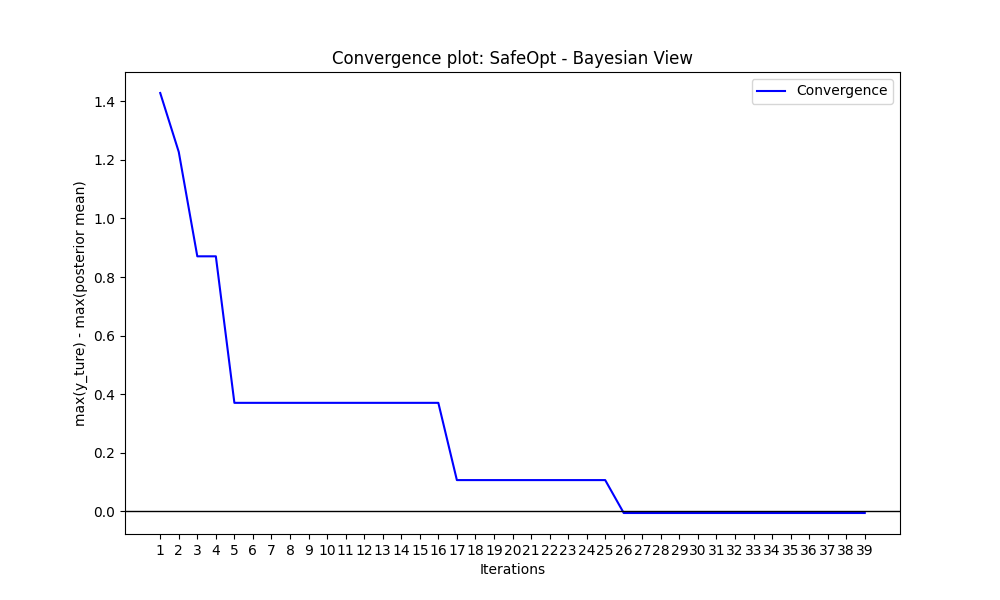 Convergence plot: SafeOpt - Bayesian View
Convergence
max(y_ture) - max(posterior mean)
1.4
1.2
1.0
0.8
0.6
0.4
0.2
0.0
1 2 3 4 5 6 7 8 9 10 11 12 13 14 15 16 17 18 19 20 21 22 23 24 25 26 27 28 29 30 31 32 33 34 35 36 37 38 39
Iterations